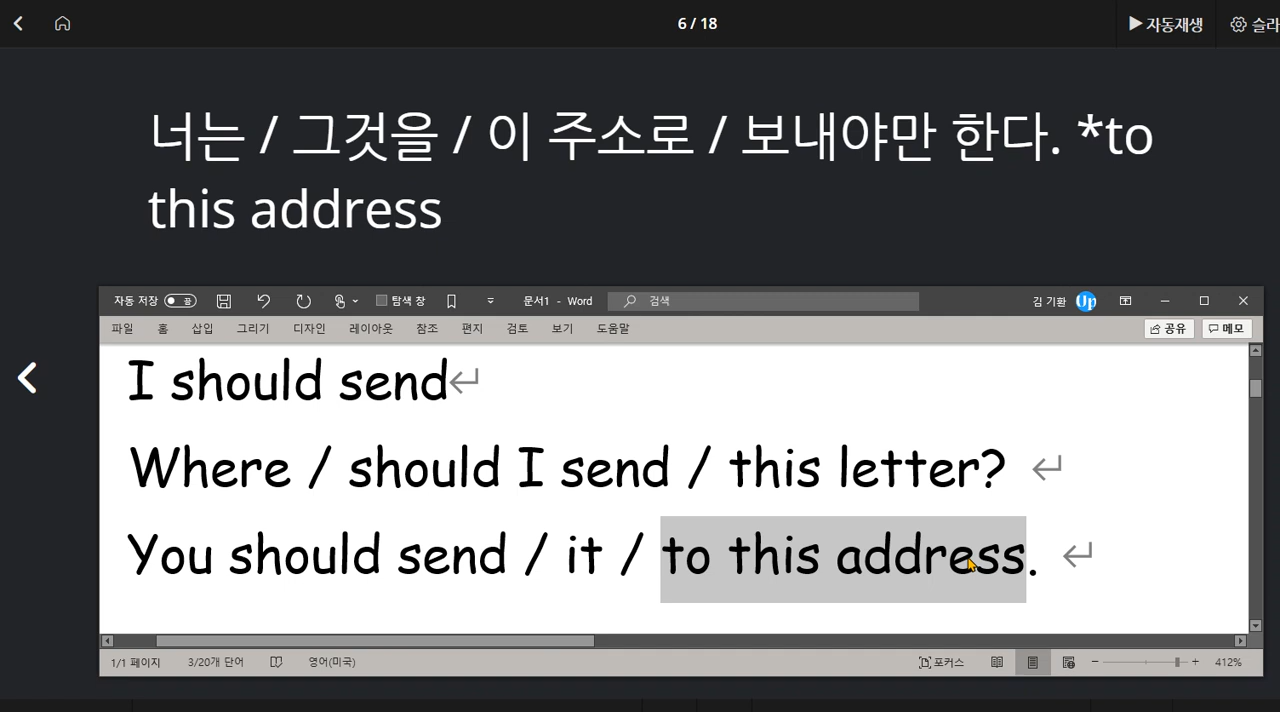 6 / 18
▶ 자동재생
슬라
너는 / 그것을 / 이 주소로 / 보내야만 한다. *to
this address
자동 저장 끔 탐색 창 문서1 - Word 검색 김 기환 Up
파일 홈 삽입 그리기 디자인 레이아웃 참조 편지 검토 보기 도움말 공유 메모
I should send↵
Where / should I send / this letter? ↵
You should send / it / to this address. ↵
1/1 페이지 3/20개 단어 영어(미국) 포커스 - + 412%